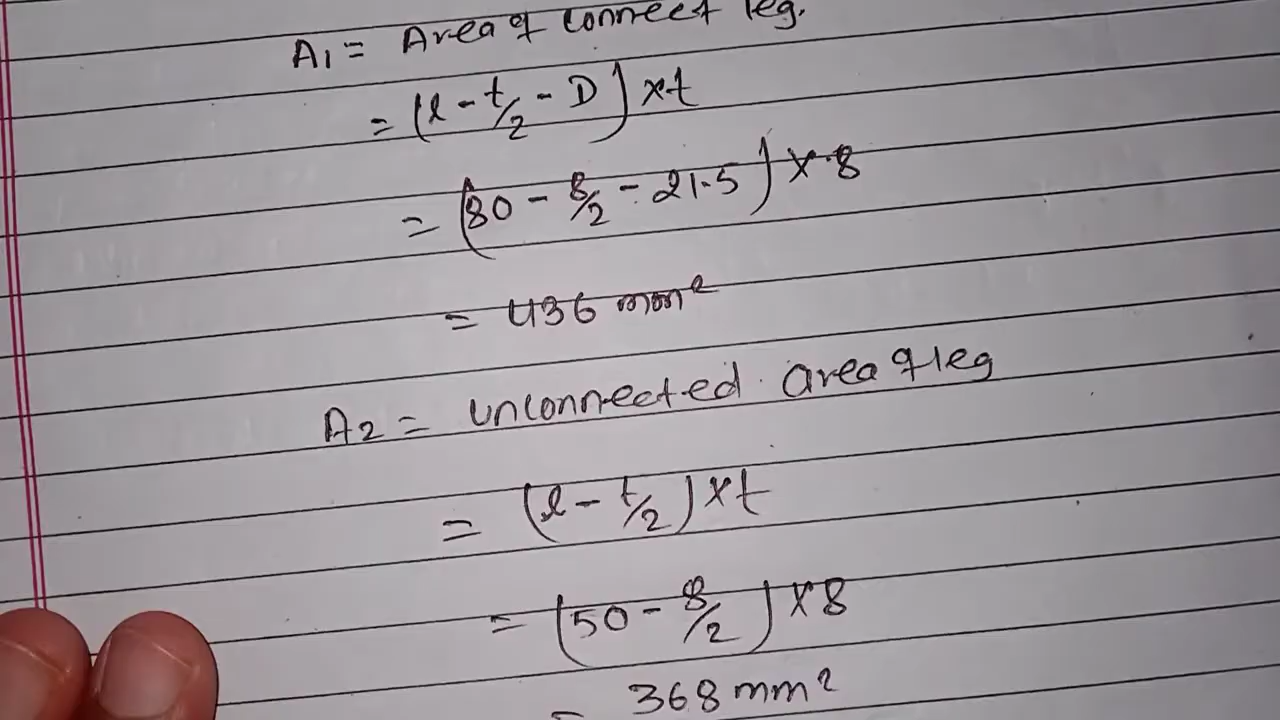 A1 = Area of connect leg.
= (l - t/2 - D) x t
= (80 - 8/2 - 21.5) x 8
= 436 mm²
A2 = unconnected area of leg
= (l - t/2) x t
= (50 - 8/2) x 8
= 368 mm²